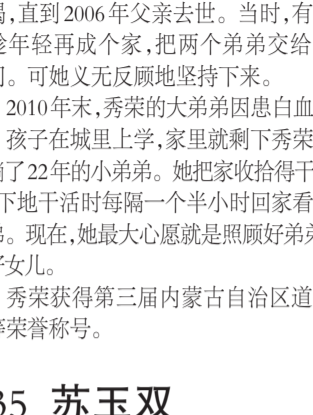 ,直到2006年父亲去世。当时,有
年轻再成个家,把两个弟弟交给
。可她义无反顾地坚持下来。
2010年末,秀荣的大弟弟因患白血
孩子在城里上学,家里就剩下秀荣
了22年的小弟弟。她把家收拾得干
下地干活时每隔一个半小时回家看
。现在,她最大心愿就是照顾好弟弟
女儿。
秀荣获得第三届内蒙古自治区道
荣誉称号。
35 苏玉双